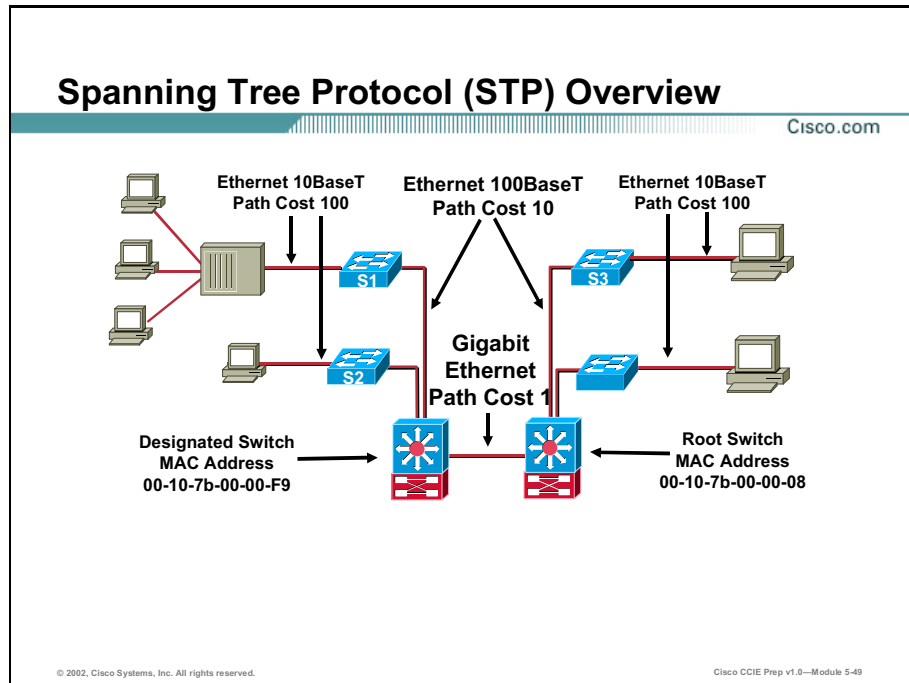 Spanning Tree Protocol (STP) Overview
Cisco.com
Ethernet 10BaseT
Path Cost 100
Ethernet 100BaseT
Path Cost 10
Ethernet 10BaseT
Path Cost 100
S1
S3
S2
Gigabit
Ethernet
Path Cost 1
Designated Switch
MAC Address
00-10-7b-00-00-F9
Root Switch
MAC Address
00-10-7b-00-00-08
© 2002, Cisco Systems, Inc. All rights reserved.
Cisco CCIE Prep v1.0—Module 5-49